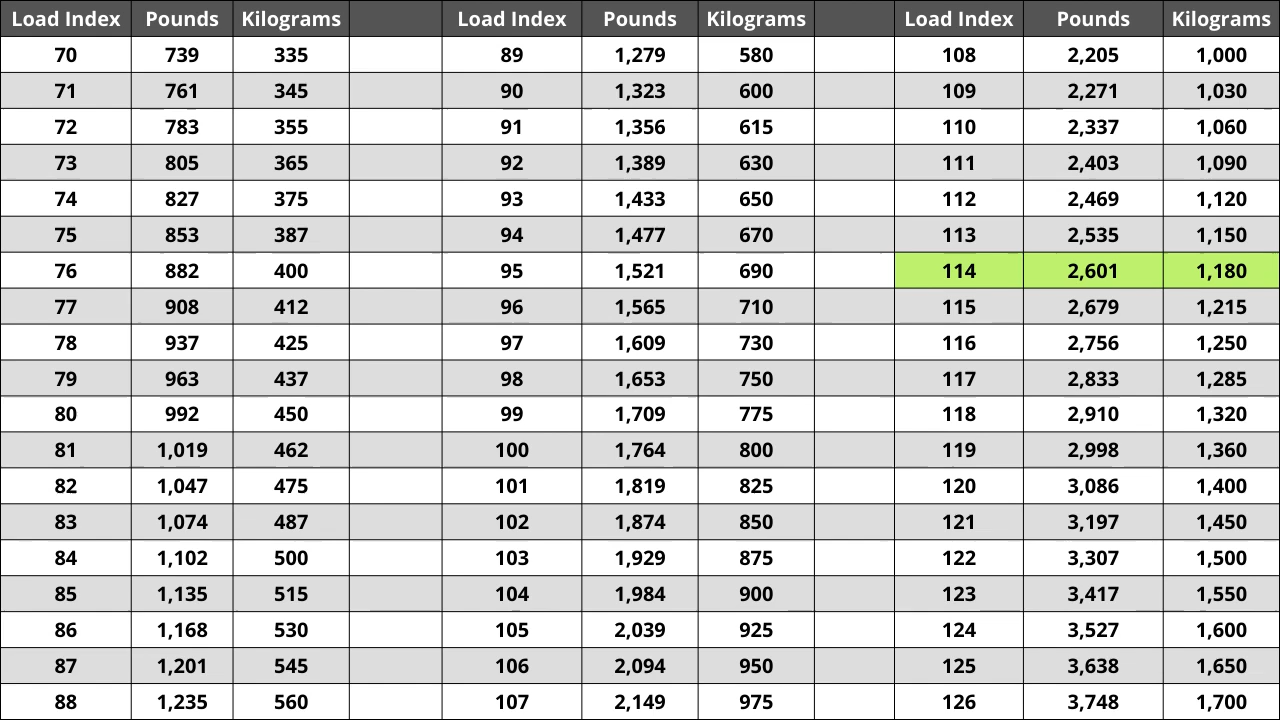 Load Index Pounds Kilograms Load Index Pounds Kilograms Load Index Pounds Kilograms
70 739 335 89 1,279 580 108 2,205 1,000
71 761 345 90 1,323 600 109 2,271 1,030
72 783 355 91 1,356 615 110 2,337 1,060
73 805 365 92 1,389 630 111 2,403 1,090
74 827 375 93 1,433 650 112 2,469 1,120
75 853 387 94 1,477 670 113 2,535 1,150
76 882 400 95 1,521 690 114 2,601 1,180
77 908 412 96 1,565 710 115 2,679 1,215
78 937 425 97 1,609 730 116 2,756 1,250
79 963 437 98 1,653 750 117 2,833 1,285
80 992 450 99 1,709 775 118 2,910 1,320
81 1,019 462 100 1,764 800 119 2,998 1,360
82 1,047 475 101 1,819 825 120 3,086 1,400
83 1,074 487 102 1,874 850 121 3,197 1,450
84 1,102 500 103 1,929 875 122 3,307 1,500
85 1,135 515 104 1,984 900 123 3,417 1,550
86 1,168 530 105 2,039 925 124 3,527 1,600
87 1,201 545 106 2,094 950 125 3,638 1,650
88 1,235 560 107 2,149 975 126 3,748 1,700